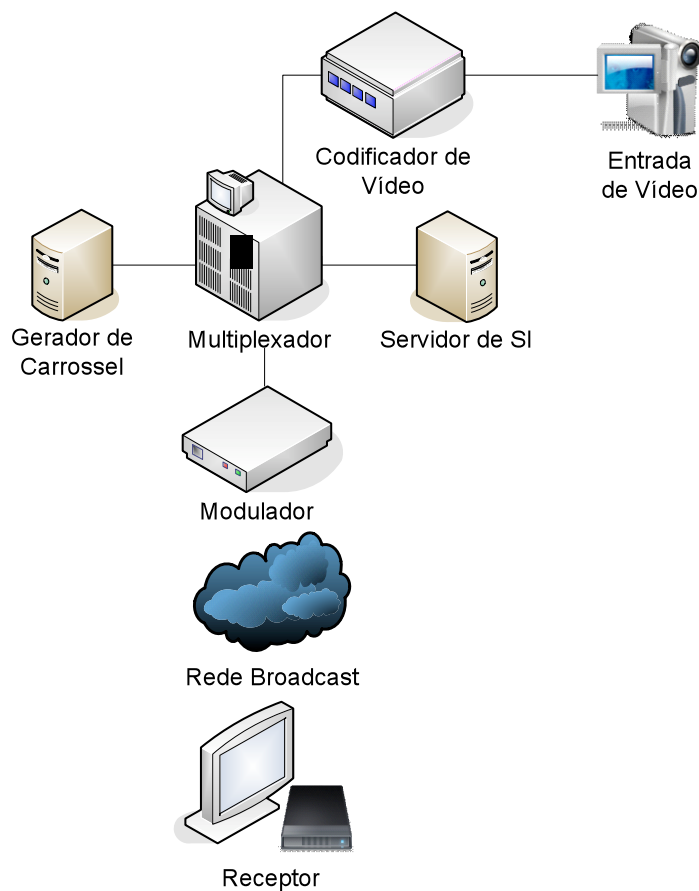 Codificador de
Vídeo
Entrada
de Vídeo
Gerador de
Carrossel
Multiplexador
Servidor de SI
Modulador
Rede Broadcast
Receptor